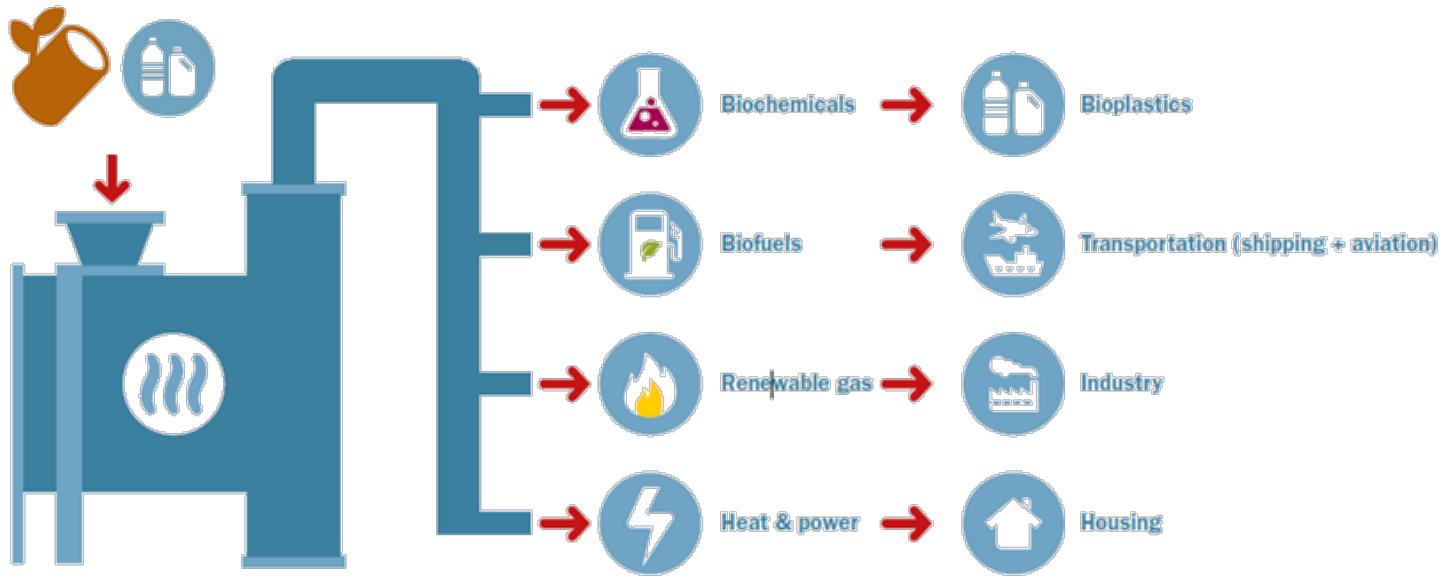 Biochemicals
Bioplastics
Biofuels
Transportation (shipping + aviation)
Renewable gas
Industry
Heat & power
Housing